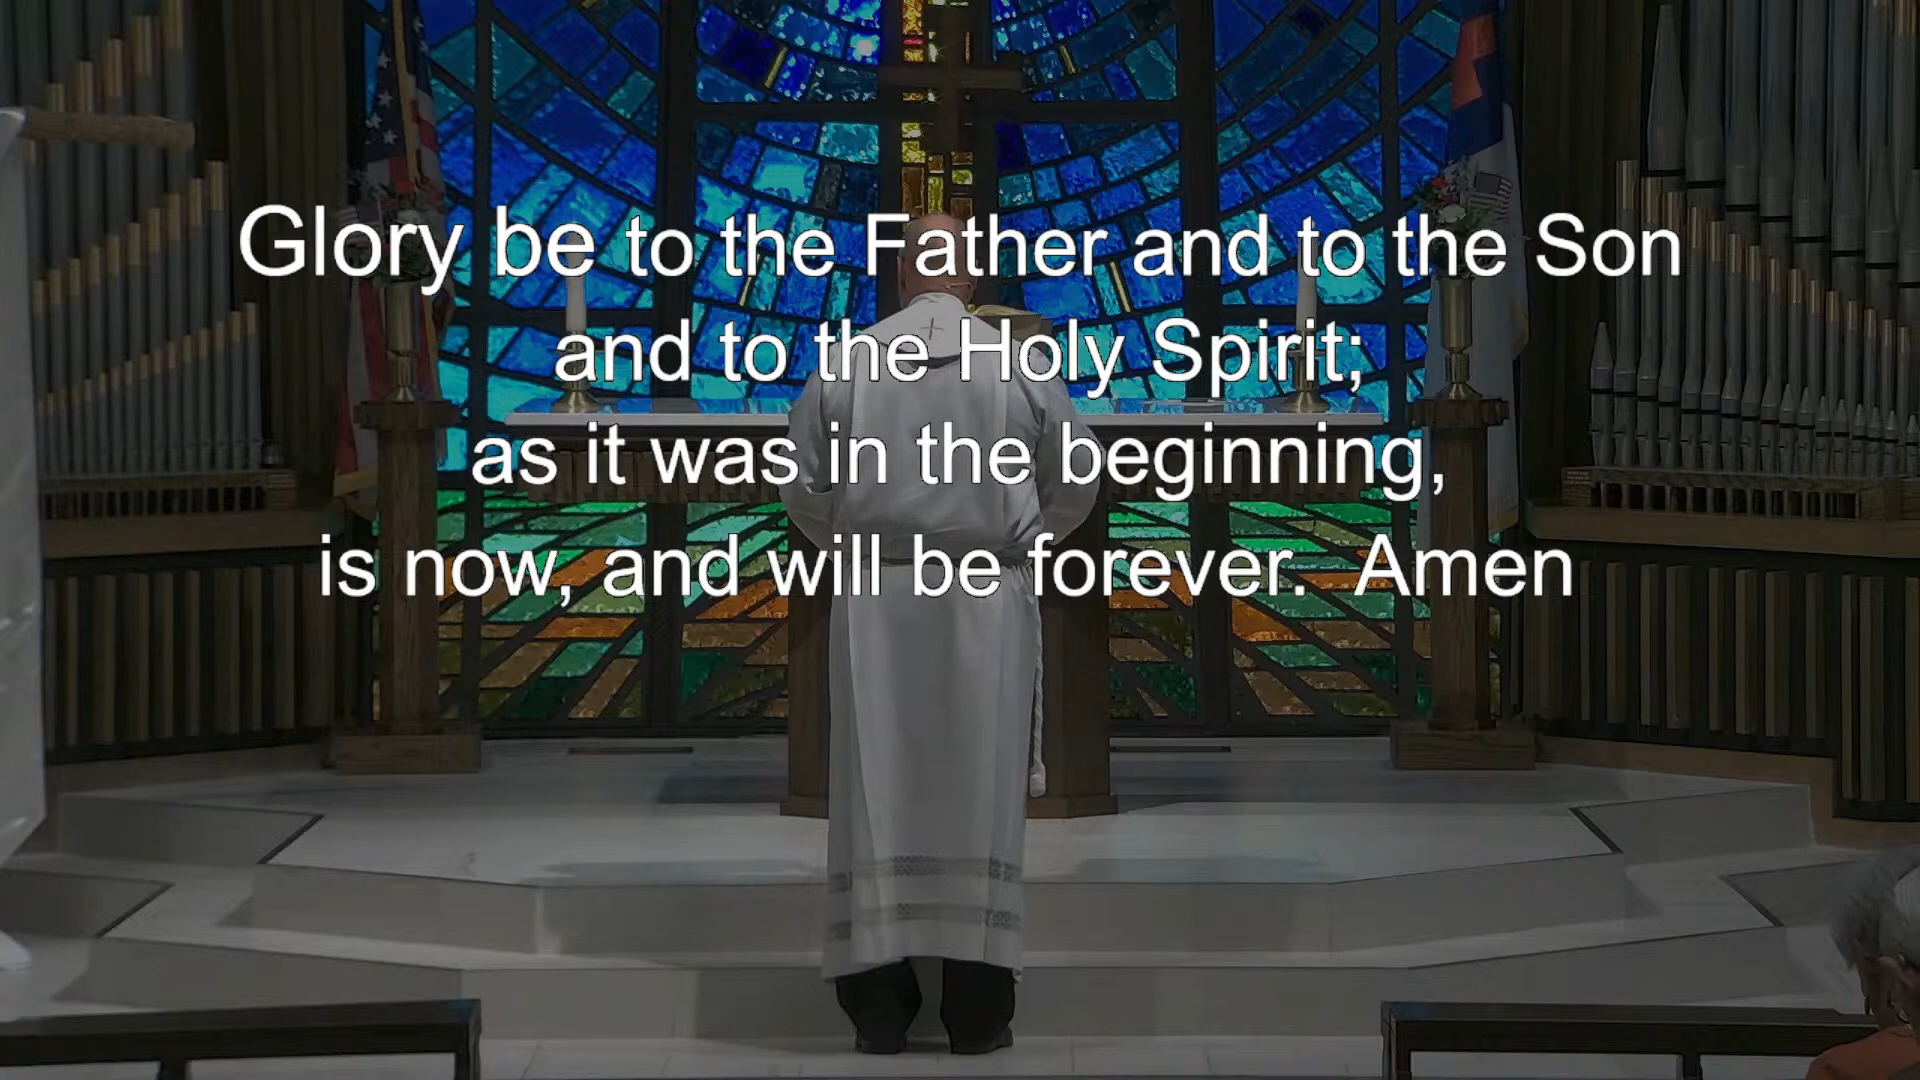 Glory be to the Father and to the Son
and to the Holy Spirit;
as it was in the beginning,
is now, and will be forever.  Amen